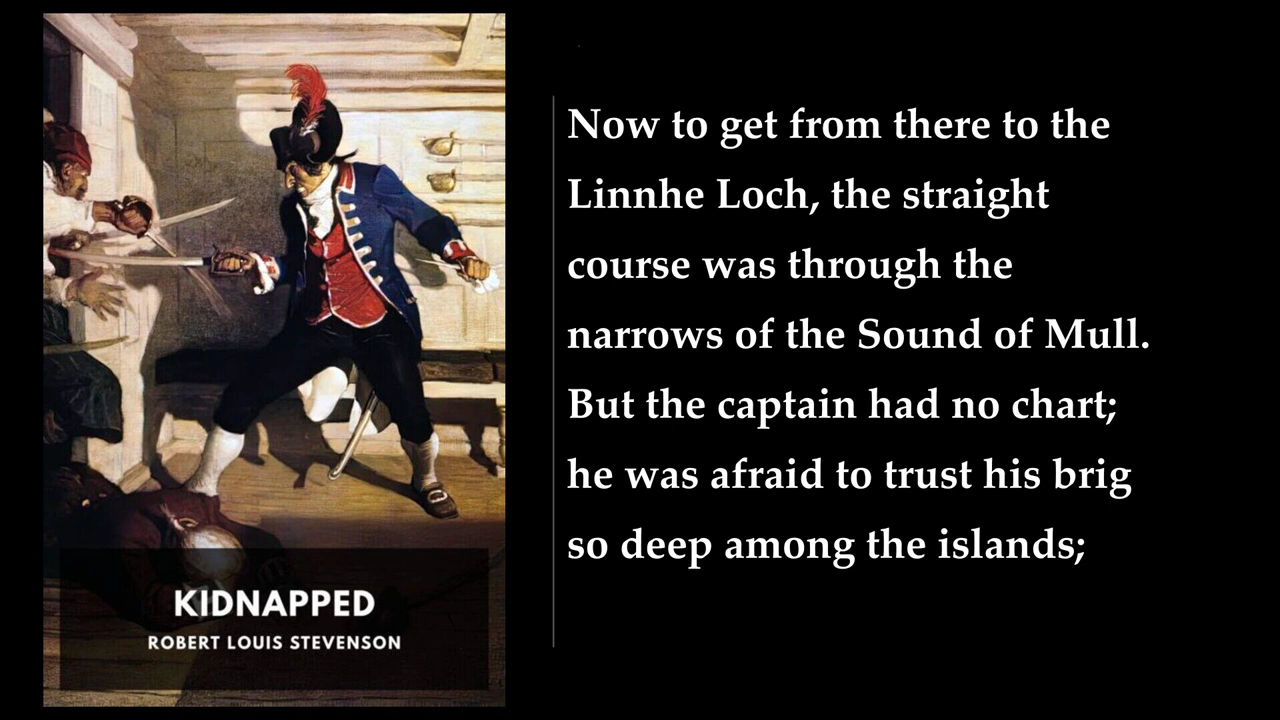 KIDNAPPED
ROBERT LOUIS STEVENSON
Now to get from there to the
Linnhe Loch, the straight
course was through the
narrows of the Sound of Mull.
But the captain had no chart;
he was afraid to trust his brig
so deep among the islands;